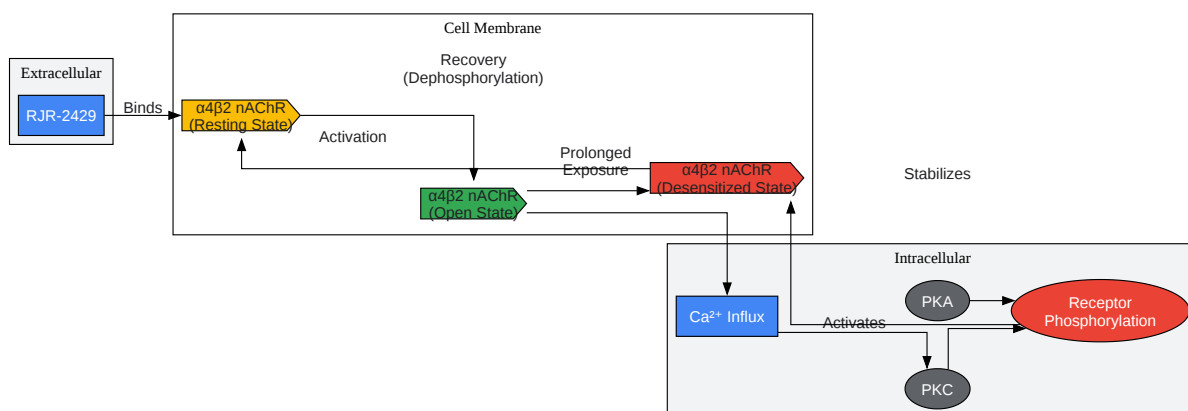 Cell Membrane
Recovery
(Dephosphorylation)
Extracellular
RJR-2429
Binds
α4β2 nAChR
(Resting State)
Activation
Prolonged
Exposure
α4β2 nAChR
(Desensitized State)
Stabilizes
α4β2 nAChR
(Open State)
Intracellular
PKA
Receptor
Phosphorylation
Ca²⁺ Influx
Activates
PKC